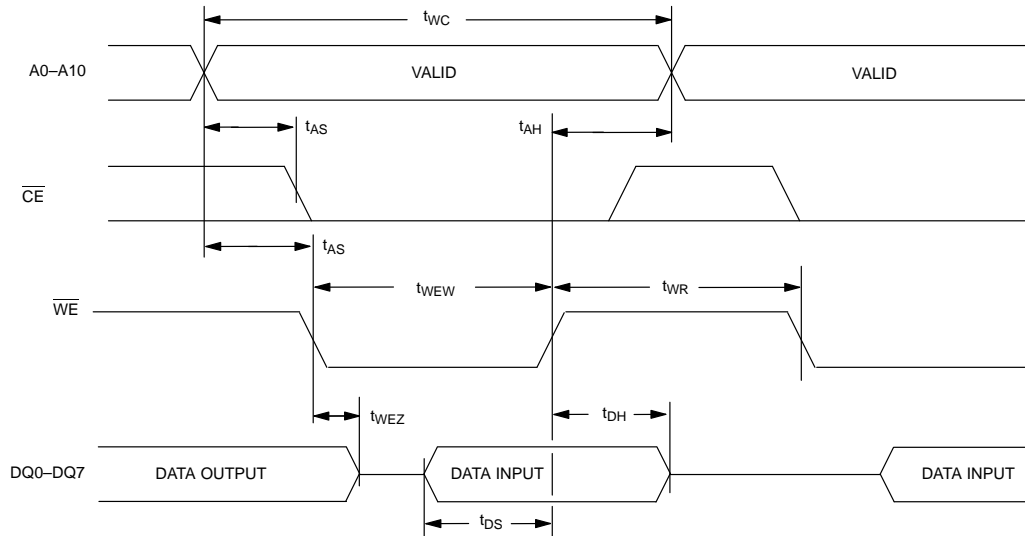 tWC
A0–A10
VALID
VALID
tAS
tAH
CE
tAS
tWEW
tWR
WE
tWEZ
tDH
DQ0–DQ7
DATA OUTPUT
DATA INPUT
DATA INPUT
tDS